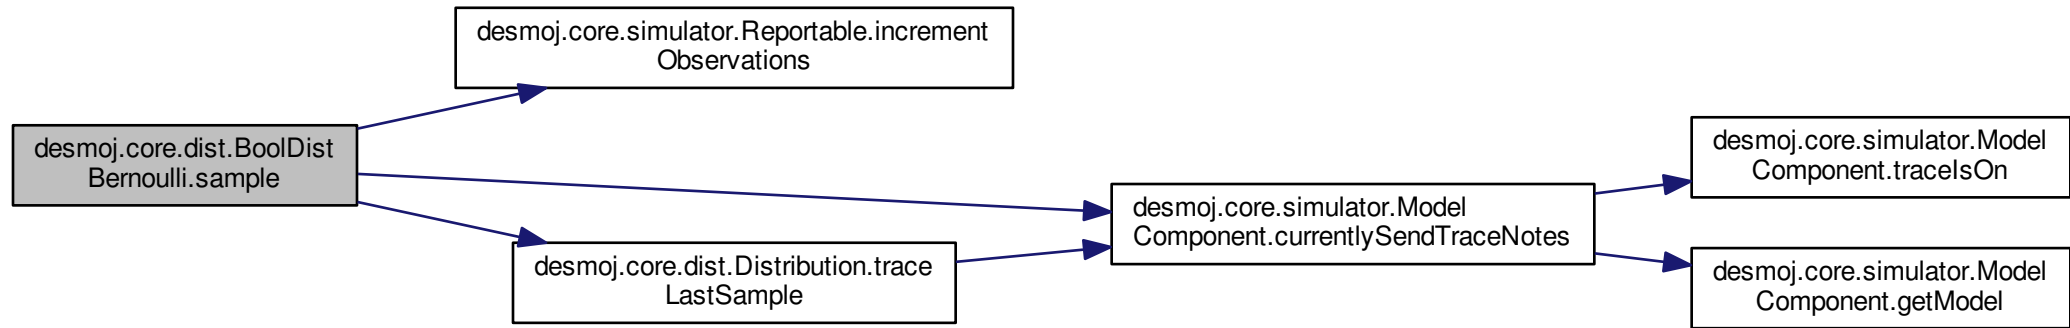 desmoj.core.simulator.Reportable.increment
Observations
desmoj.core.dist.BoolDist
Bernoulli.sample
desmoj.core.dist.Distribution.trace
LastSample
desmoj.core.simulator.Model
Component.currentlySendTraceNotes
desmoj.core.simulator.Model
Component.traceIsOn
desmoj.core.simulator.Model
Component.getModel